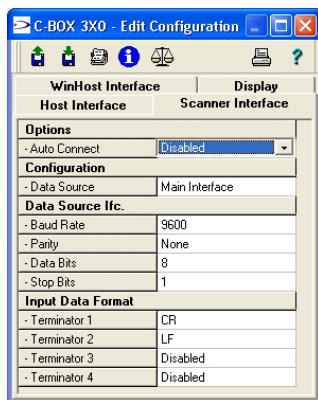 C-BOX 3X0 - Edit Configuration
WinHost Interface Display
Host Interface Scanner Interface
Options
- Auto Connect Disabled
Configuration
- Data Source Main Interface
Data Source Ifc.
- Baud Rate 9600
- Parity None
- Data Bits 8
- Stop Bits 1
Input Data Format
- Terminator 1 CR
- Terminator 2 LF
- Terminator 3 Disabled
- Terminator 4 Disabled